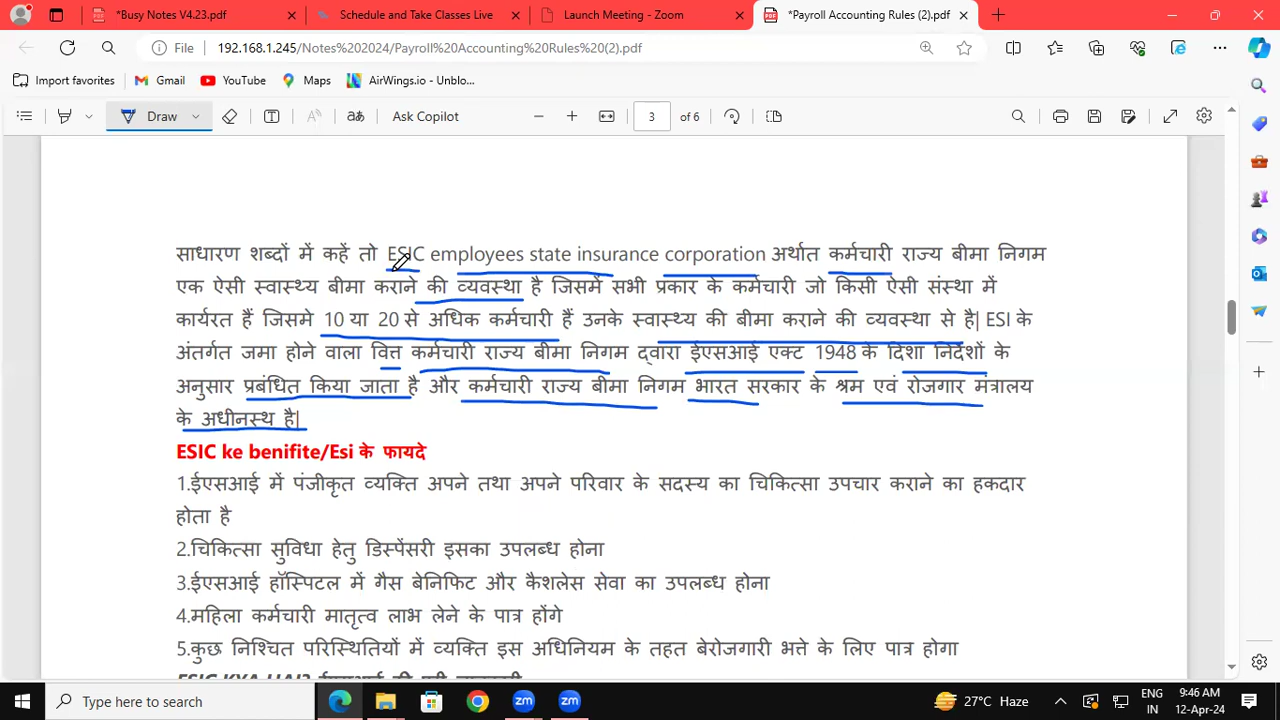 *Busy Notes V4.23.pdf
Schedule and Take Classes Live
Launch Meeting - Zoom
*Payroll Accounting Rules (2).pdf
File
192.168.1.245/Notes%202024/Payroll%20Accounting%20Rules%20(2).pdf
Import favorites
Gmail
YouTube
Maps
AirWings.io - Unblo...
Draw
Ask Copilot
3
of 6
साधारण शब्दों में कहें तो ESIC employees state insurance corporation अर्थात कर्मचारी राज्य बीमा निगम
एक ऐसी स्वास्थ्य बीमा कराने की व्यवस्था है जिसमें सभी प्रकार के कर्मचारी जो किसी ऐसी संस्था में
कार्यरत हैं जिसमे 10 या 20 से अधिक कर्मचारी हैं उनके स्वास्थ्य की बीमा कराने की व्यवस्था से है| ESI के
अंतर्गत जमा होने वाला वित्त कर्मचारी राज्य बीमा निगम द्वारा ईएसआई एक्ट 1948 के दिशा निर्देशों के
अनुसार प्रबंधित किया जाता है और कर्मचारी राज्य बीमा निगम भारत सरकार के श्रम एवं रोजगार मंत्रालय
के अधीनस्थ है|
ESIC ke benifite/Esi के फायदे
1.ईएसआई में पंजीकृत व्यक्ति अपने तथा अपने परिवार के सदस्य का चिकित्सा उपचार कराने का हकदार
होता है
2.चिकित्सा सुविधा हेतु डिस्पेंसरी इसका उपलब्ध होना
3.ईएसआई हॉस्पिटल में गैस बेनिफिट और कैशलेस सेवा का उपलब्ध होना
4.महिला कर्मचारी मातृत्व लाभ लेने के पात्र होंगे
5.कुछ निश्चित परिस्थितियों में व्यक्ति इस अधिनियम के तहत बेरोजगारी भत्ते के लिए पात्र होगा
ESIC KYA HAI? ईएसआई की पूरी जानकारी
Type here to search
27°C Haze
ENG
IN
9:46 AM
12-Apr-24